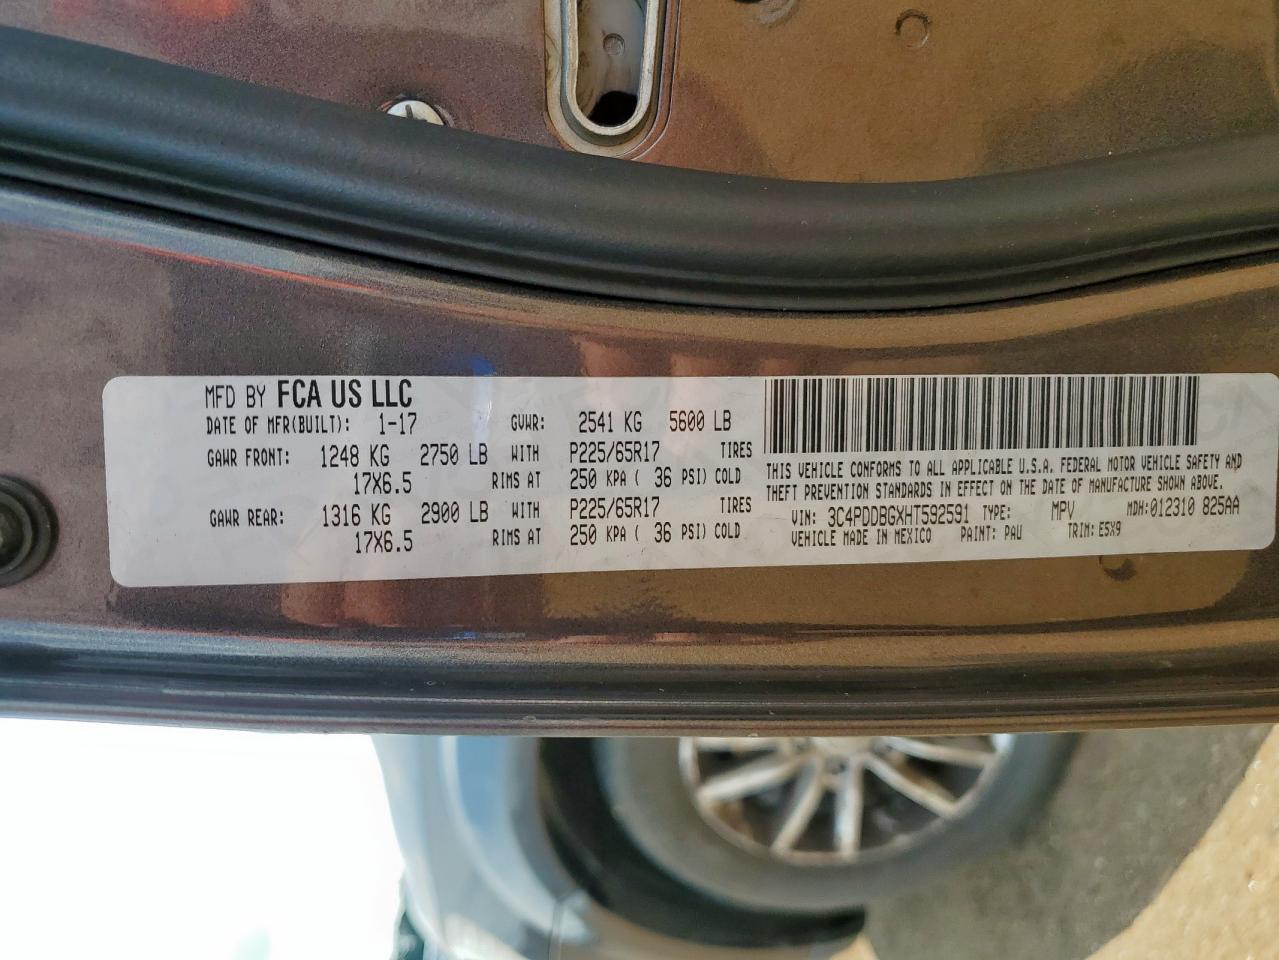 MFD BY FCA US LLC
DATE OF MFR(BUILT): 1-17 GVWR: 2541 KG 5600 LB
GAWR FRONT: 1248 KG 2750 LB WITH P225/65R17 TIRES
17X6.5 RIMS AT 250 KPA ( 36 PSI) COLD
GAWR REAR: 1316 KG 2900 LB WITH P225/65R17 TIRES
17X6.5 RIMS AT 250 KPA ( 36 PSI) COLD
THIS VEHICLE CONFORMS TO ALL APPLICABLE U.S.A. FEDERAL MOTOR VEHICLE SAFETY AND
THEFT PREVENTION STANDARDS IN EFFECT ON THE DATE OF MANUFACTURE SHOWN ABOVE.
VIN: 3C4PDDBGXHT592591 TYPE: MPV MDH:012310 825AA
VEHICLE MADE IN MEXICO PAINT: PAU TRIM: E5X9